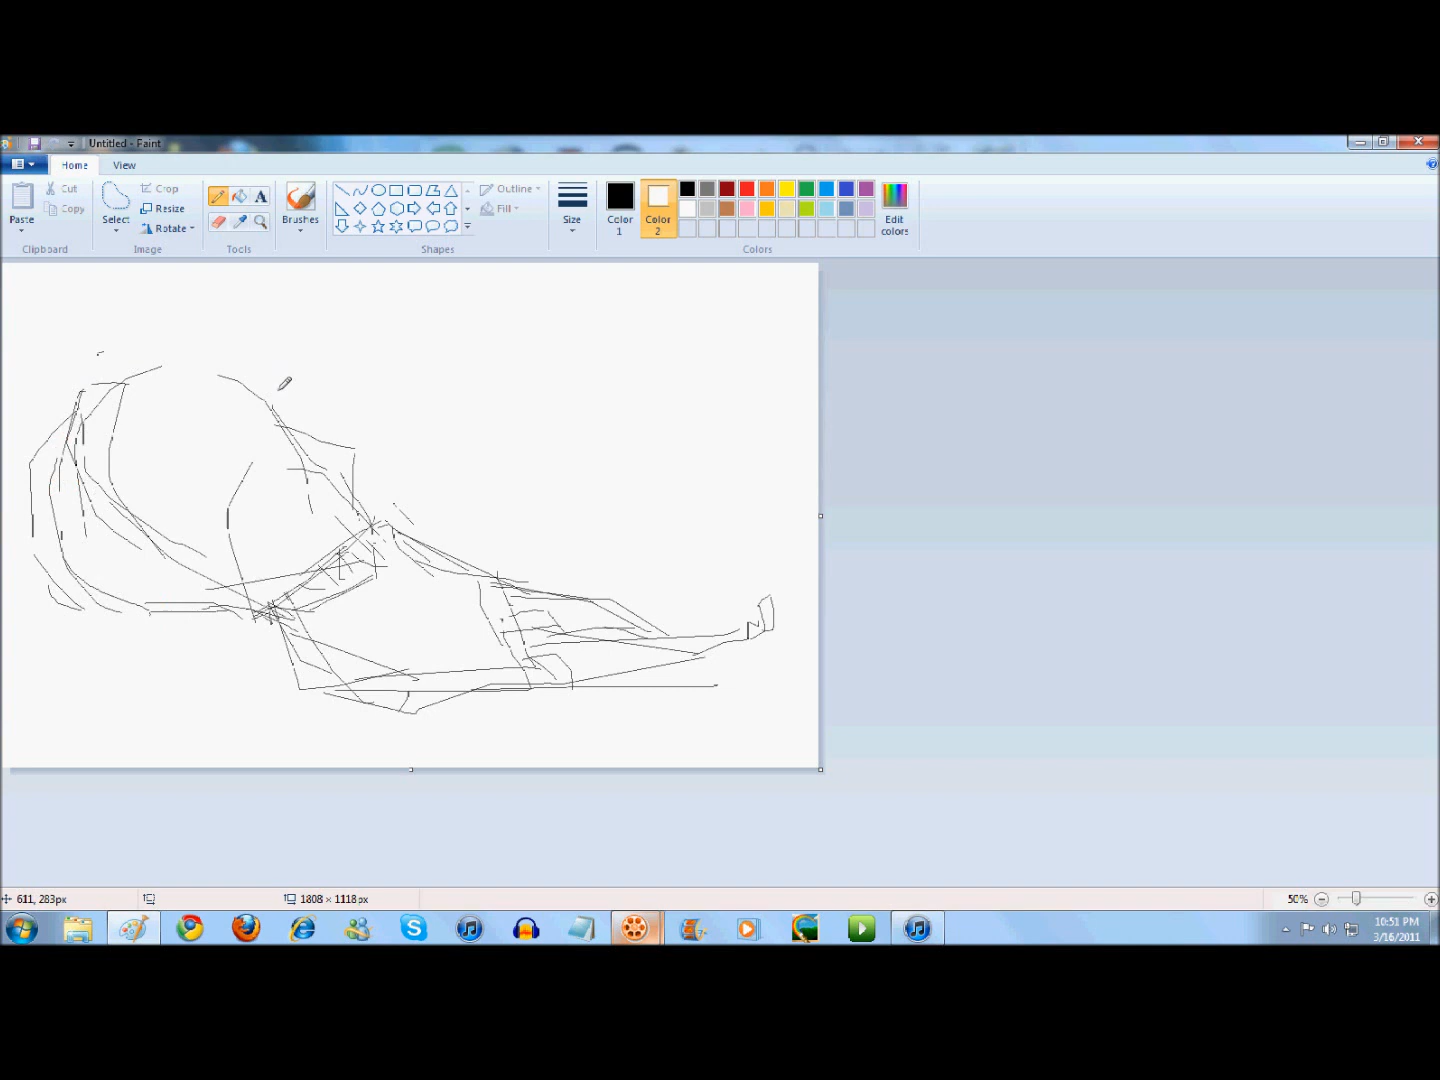 Untitled - Paint
Home View
Paste
Cut
Copy
Clipboard
Select
Crop
Resize
Rotate
Image
A
Tools
Brushes
Outline
Fill
Shapes
Size
Color 1
Color 2
Edit colors
Colors
611, 283px
1808 × 1118px
50%
10:51 PM
3/16/2011